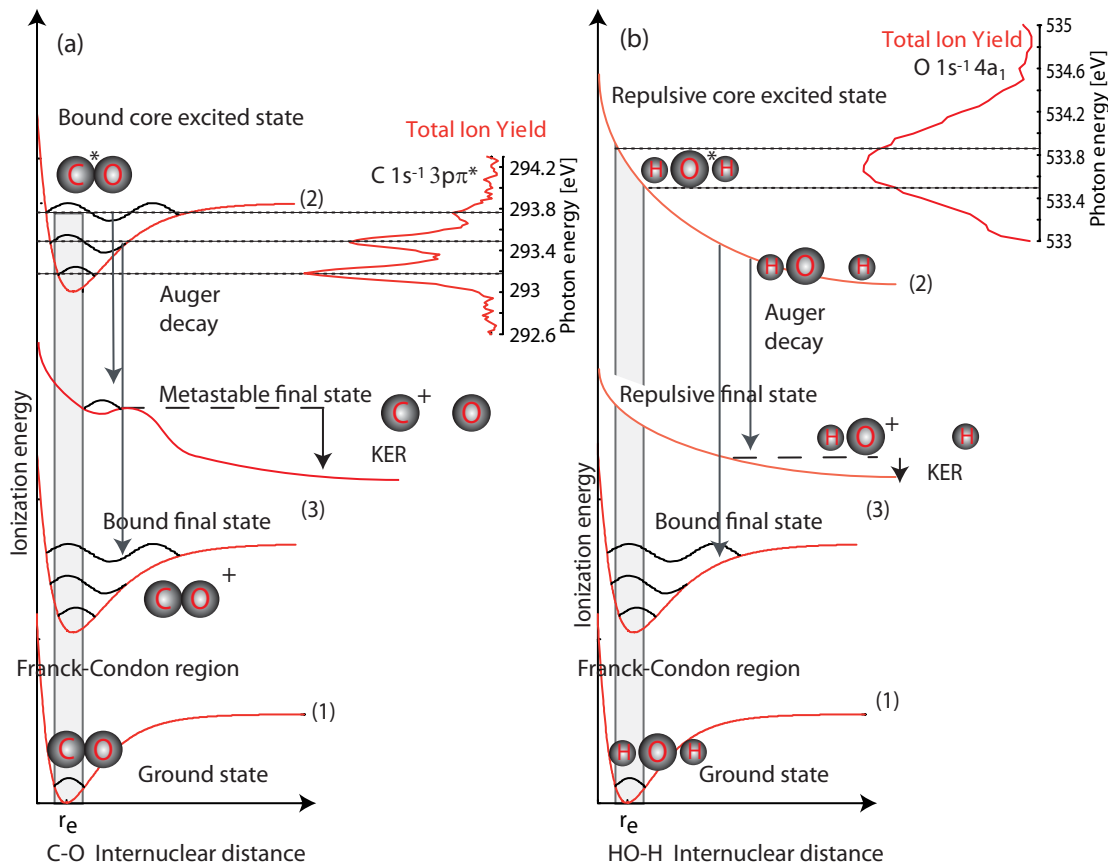 (a)
Bound core excited state
C*O
Total Ion Yield
C 1s⁻¹ 3pπ*
294.2
293.8
293.4
293
292.6
Photon energy [eV]
(2)
Auger
decay
Metastable final state
C+ O
KER
(3)
Bound final state
CO+
Ionization energy
Franck-Condon region
(1)
CO
Ground state
re
C-O Internuclear distance
(b)
Total Ion Yield
O 1s⁻¹ 4a₁
535
534.6
534.2
533.8
533.4
533
Photon energy [eV]
Repulsive core excited state
H O* H
H O H
(2)
Auger
decay
Repulsive final state
H O+ H
KER
(3)
Bound final state
Ionization energy
Franck-Condon region
(1)
H O H
Ground state
re
HO-H Internuclear distance